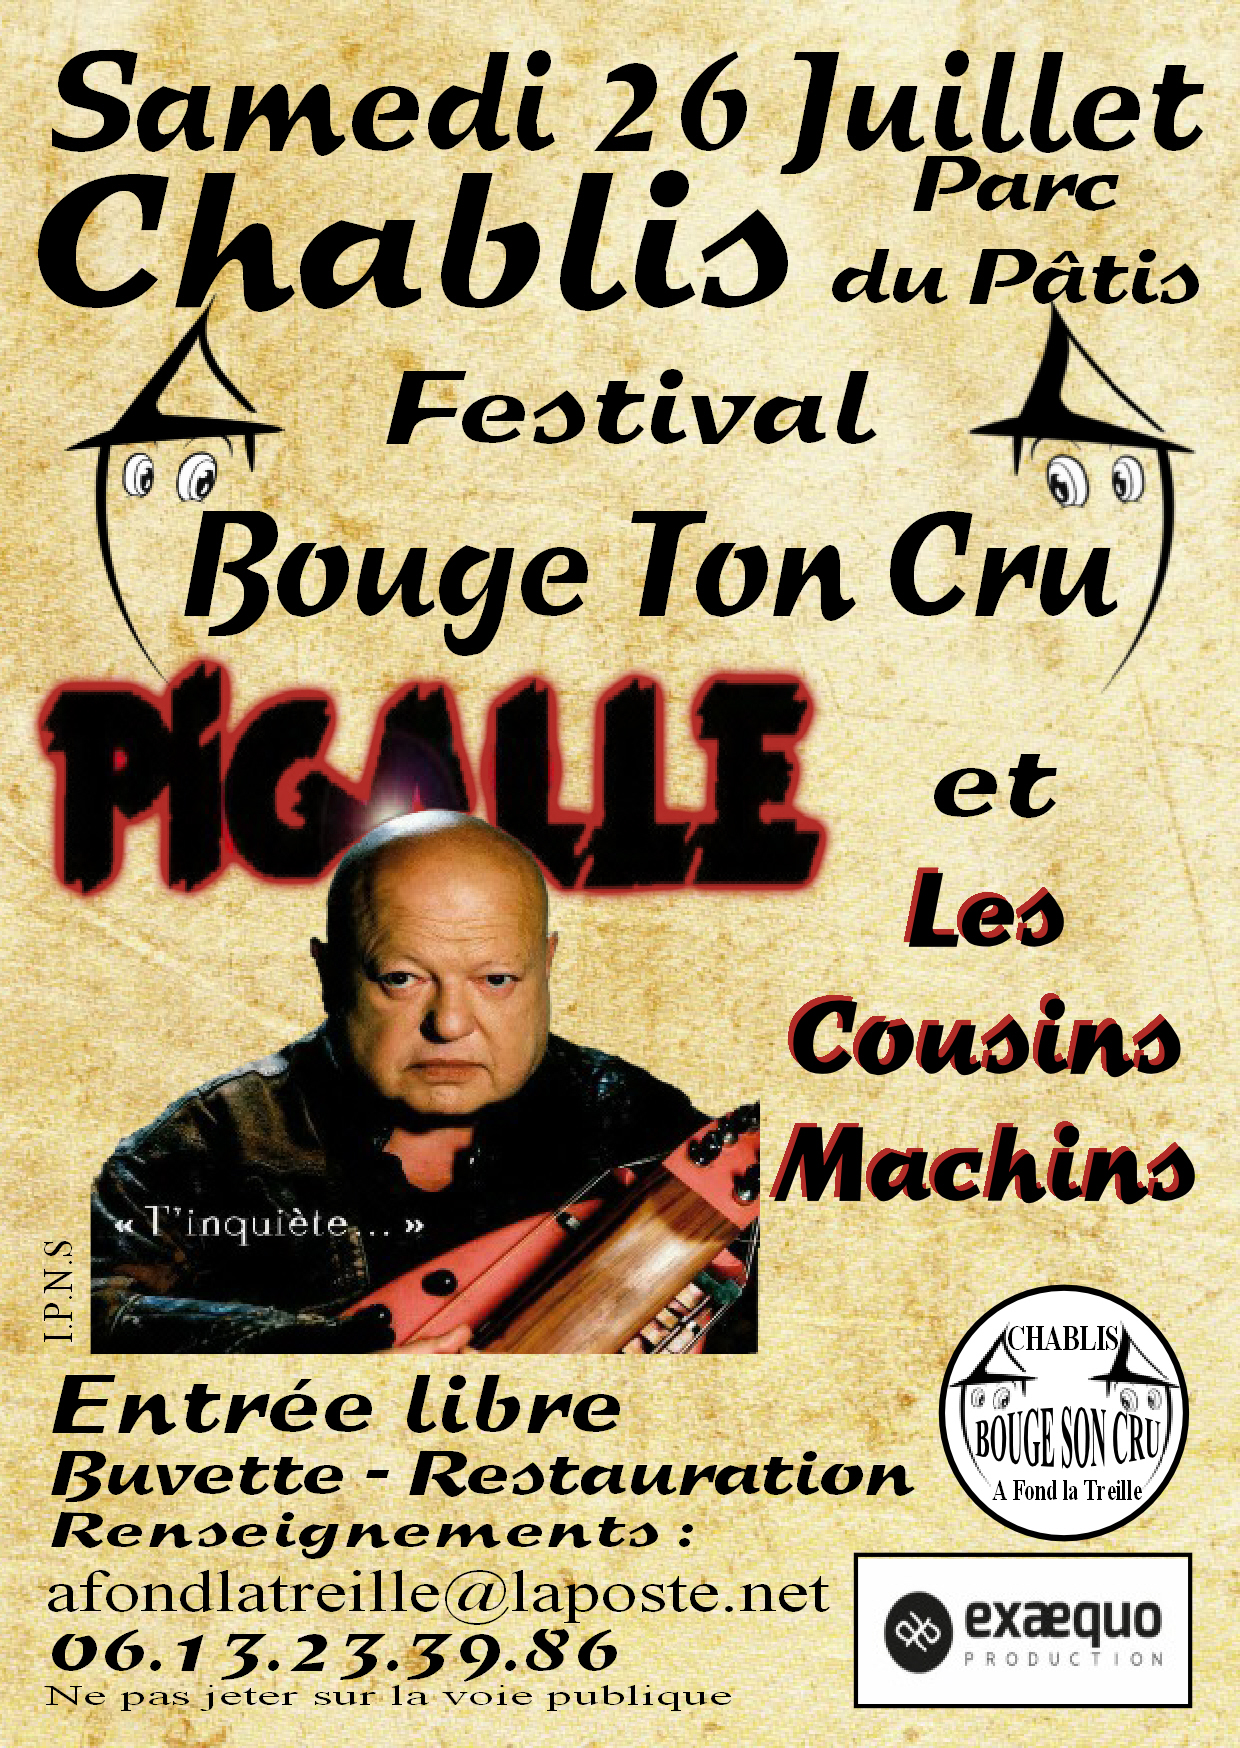 Samedi 26 Juillet
Chablis
Parc
du Pâtis
Festival
Bouge Ton Cru
PIGALLE
et
Les
Cousins
Machins
« T'inquiète... »
I.P.N.S
Entrée libre
Buvette - Restauration
Renseignements :
afondlatreille@laposte.net
06.13.23.39.86
Ne pas jeter sur la voie publique
CHABLIS
BOUGE SON CRU
A Fond la Treille
exæquo
PRODUCTION